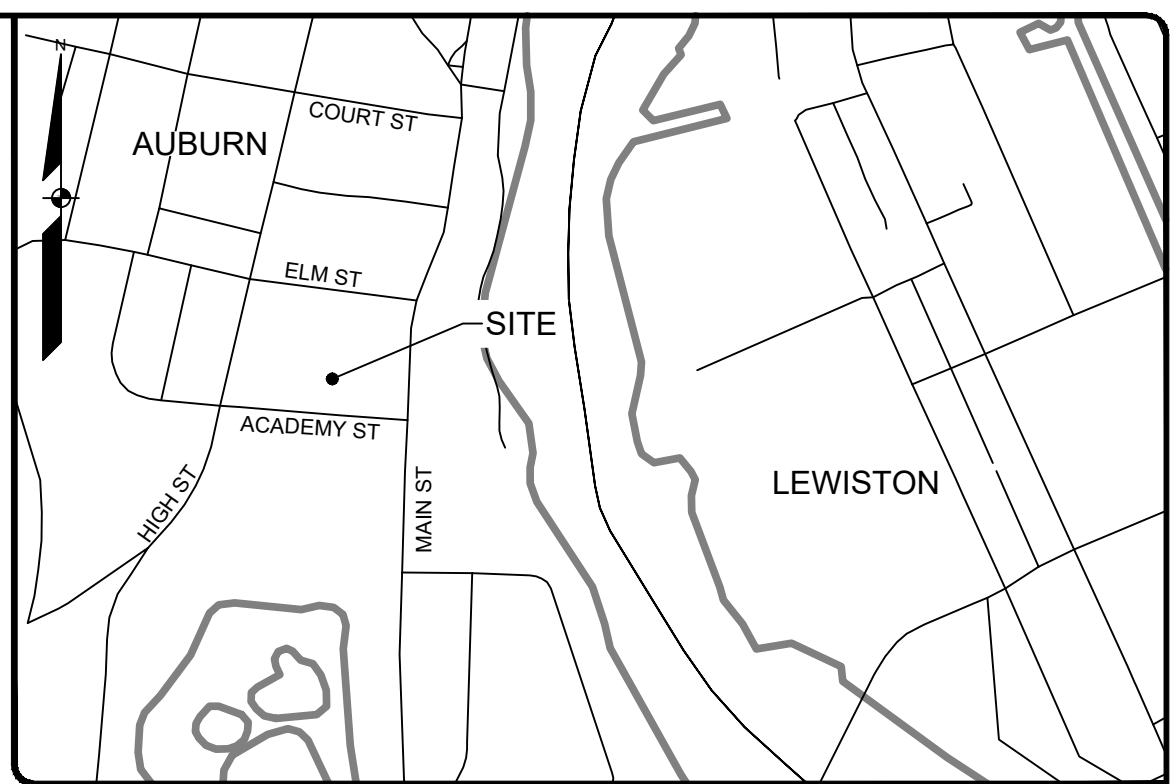 N
COURT ST
AUBURN
ELM ST
SITE
ACADEMY ST
HIGH ST
MAIN ST
LEWISTON